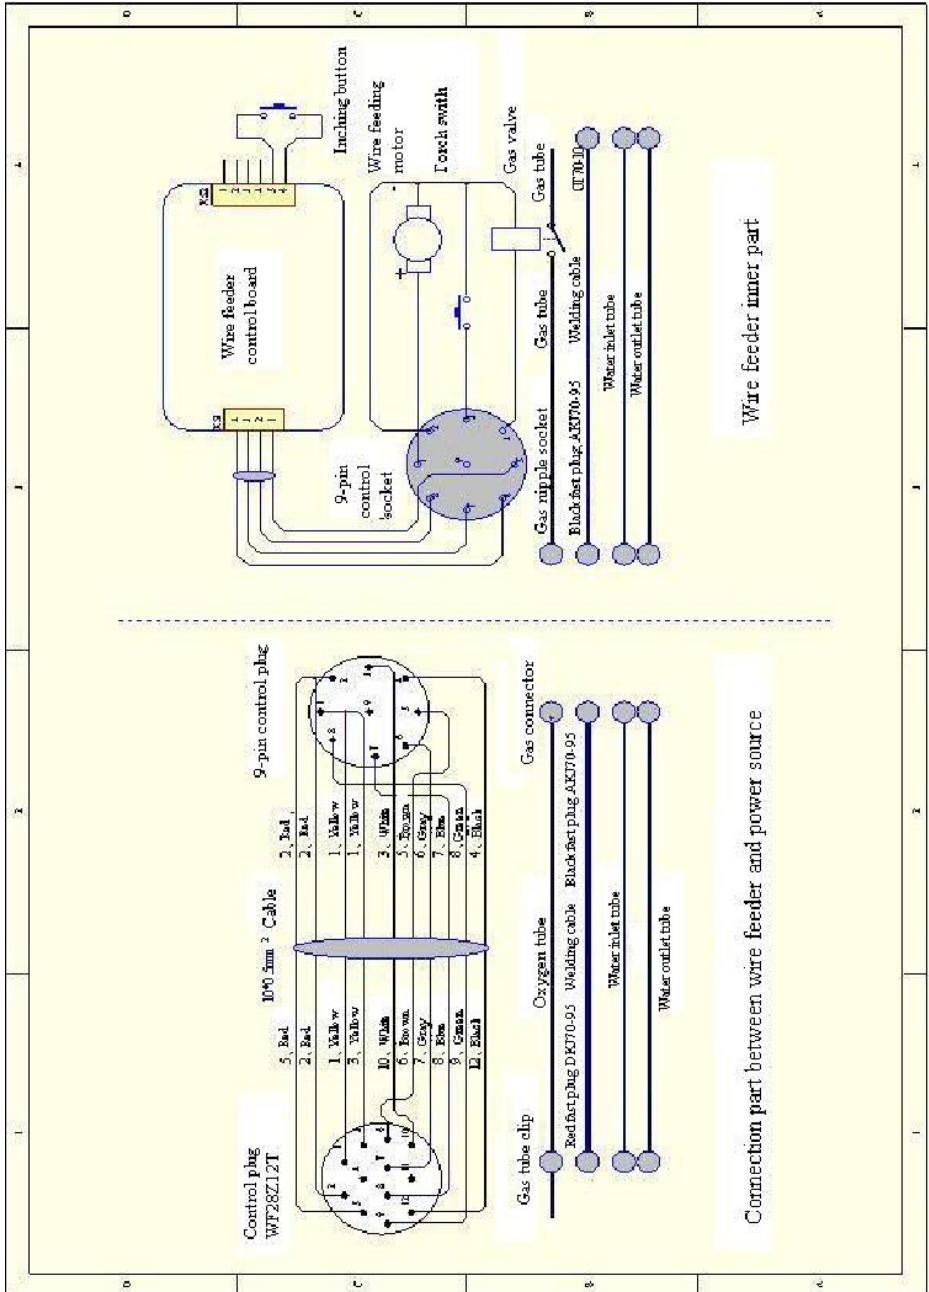 Control plug
WF28Z12T
5、Red
2、Red
1、Yellow
3、Yellow
10、White
6、Brown
7、Gray
8、Blue
9、Green
12、Black
Cable
2、Red
2、Red
1、Yellow
1、Yellow
3、White
5、Brown
6、Gray
7、Blue
8、Green
4、Black
9-pin control plug
Gas tube clip
Oxygen tube
Gas connector
Red fast plug DKJ70-95
Welding cable
Black fast plug AKJ70-95
Water inlet tube
Water outlet tube
Connection part between wire feeder and power source
Wire feeder
control board
Inching button
9-pin
control
socket
Wire feeding
motor
+
-
Torch swith
Gas valve
Gas nipple socket
Gas tube
Gas tube
Black fast plug AKJ70-95
Welding cable
Water inlet tube
Water outlet tube
Wire feeder inner part